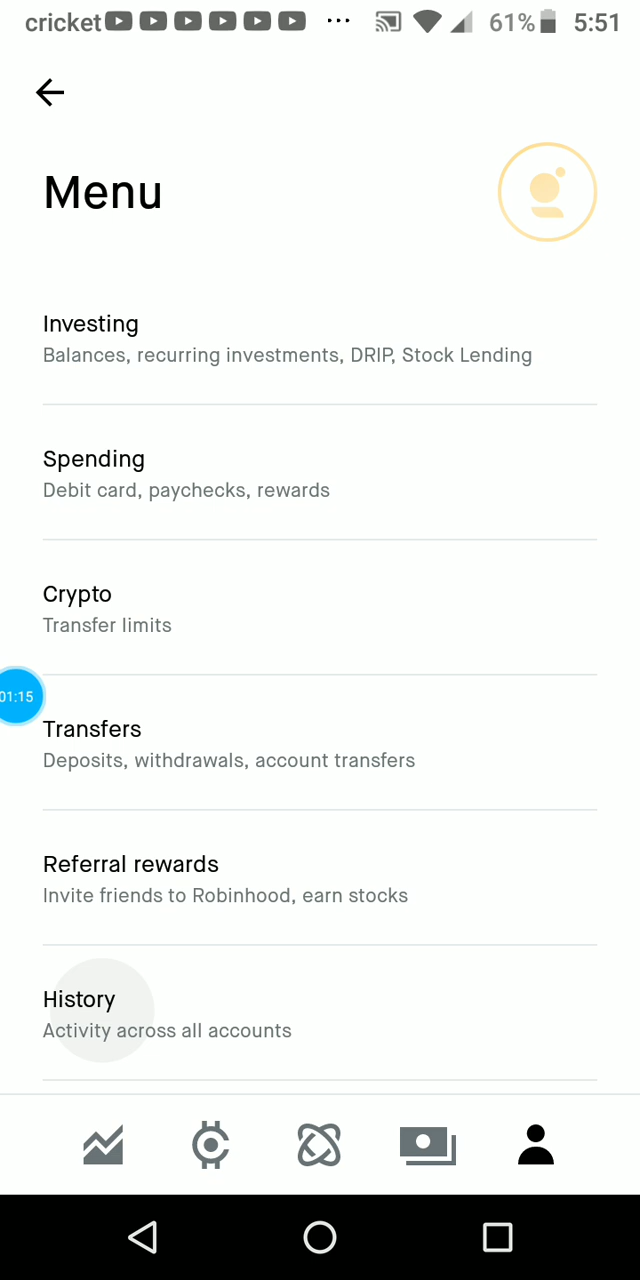 cricket 61% 5:51
Menu
Investing
Balances, recurring investments, DRIP, Stock Lending
Spending
Debit card, paychecks, rewards
Crypto
Transfer limits
01:15
Transfers
Deposits, withdrawals, account transfers
Referral rewards
Invite friends to Robinhood, earn stocks
History
Activity across all accounts